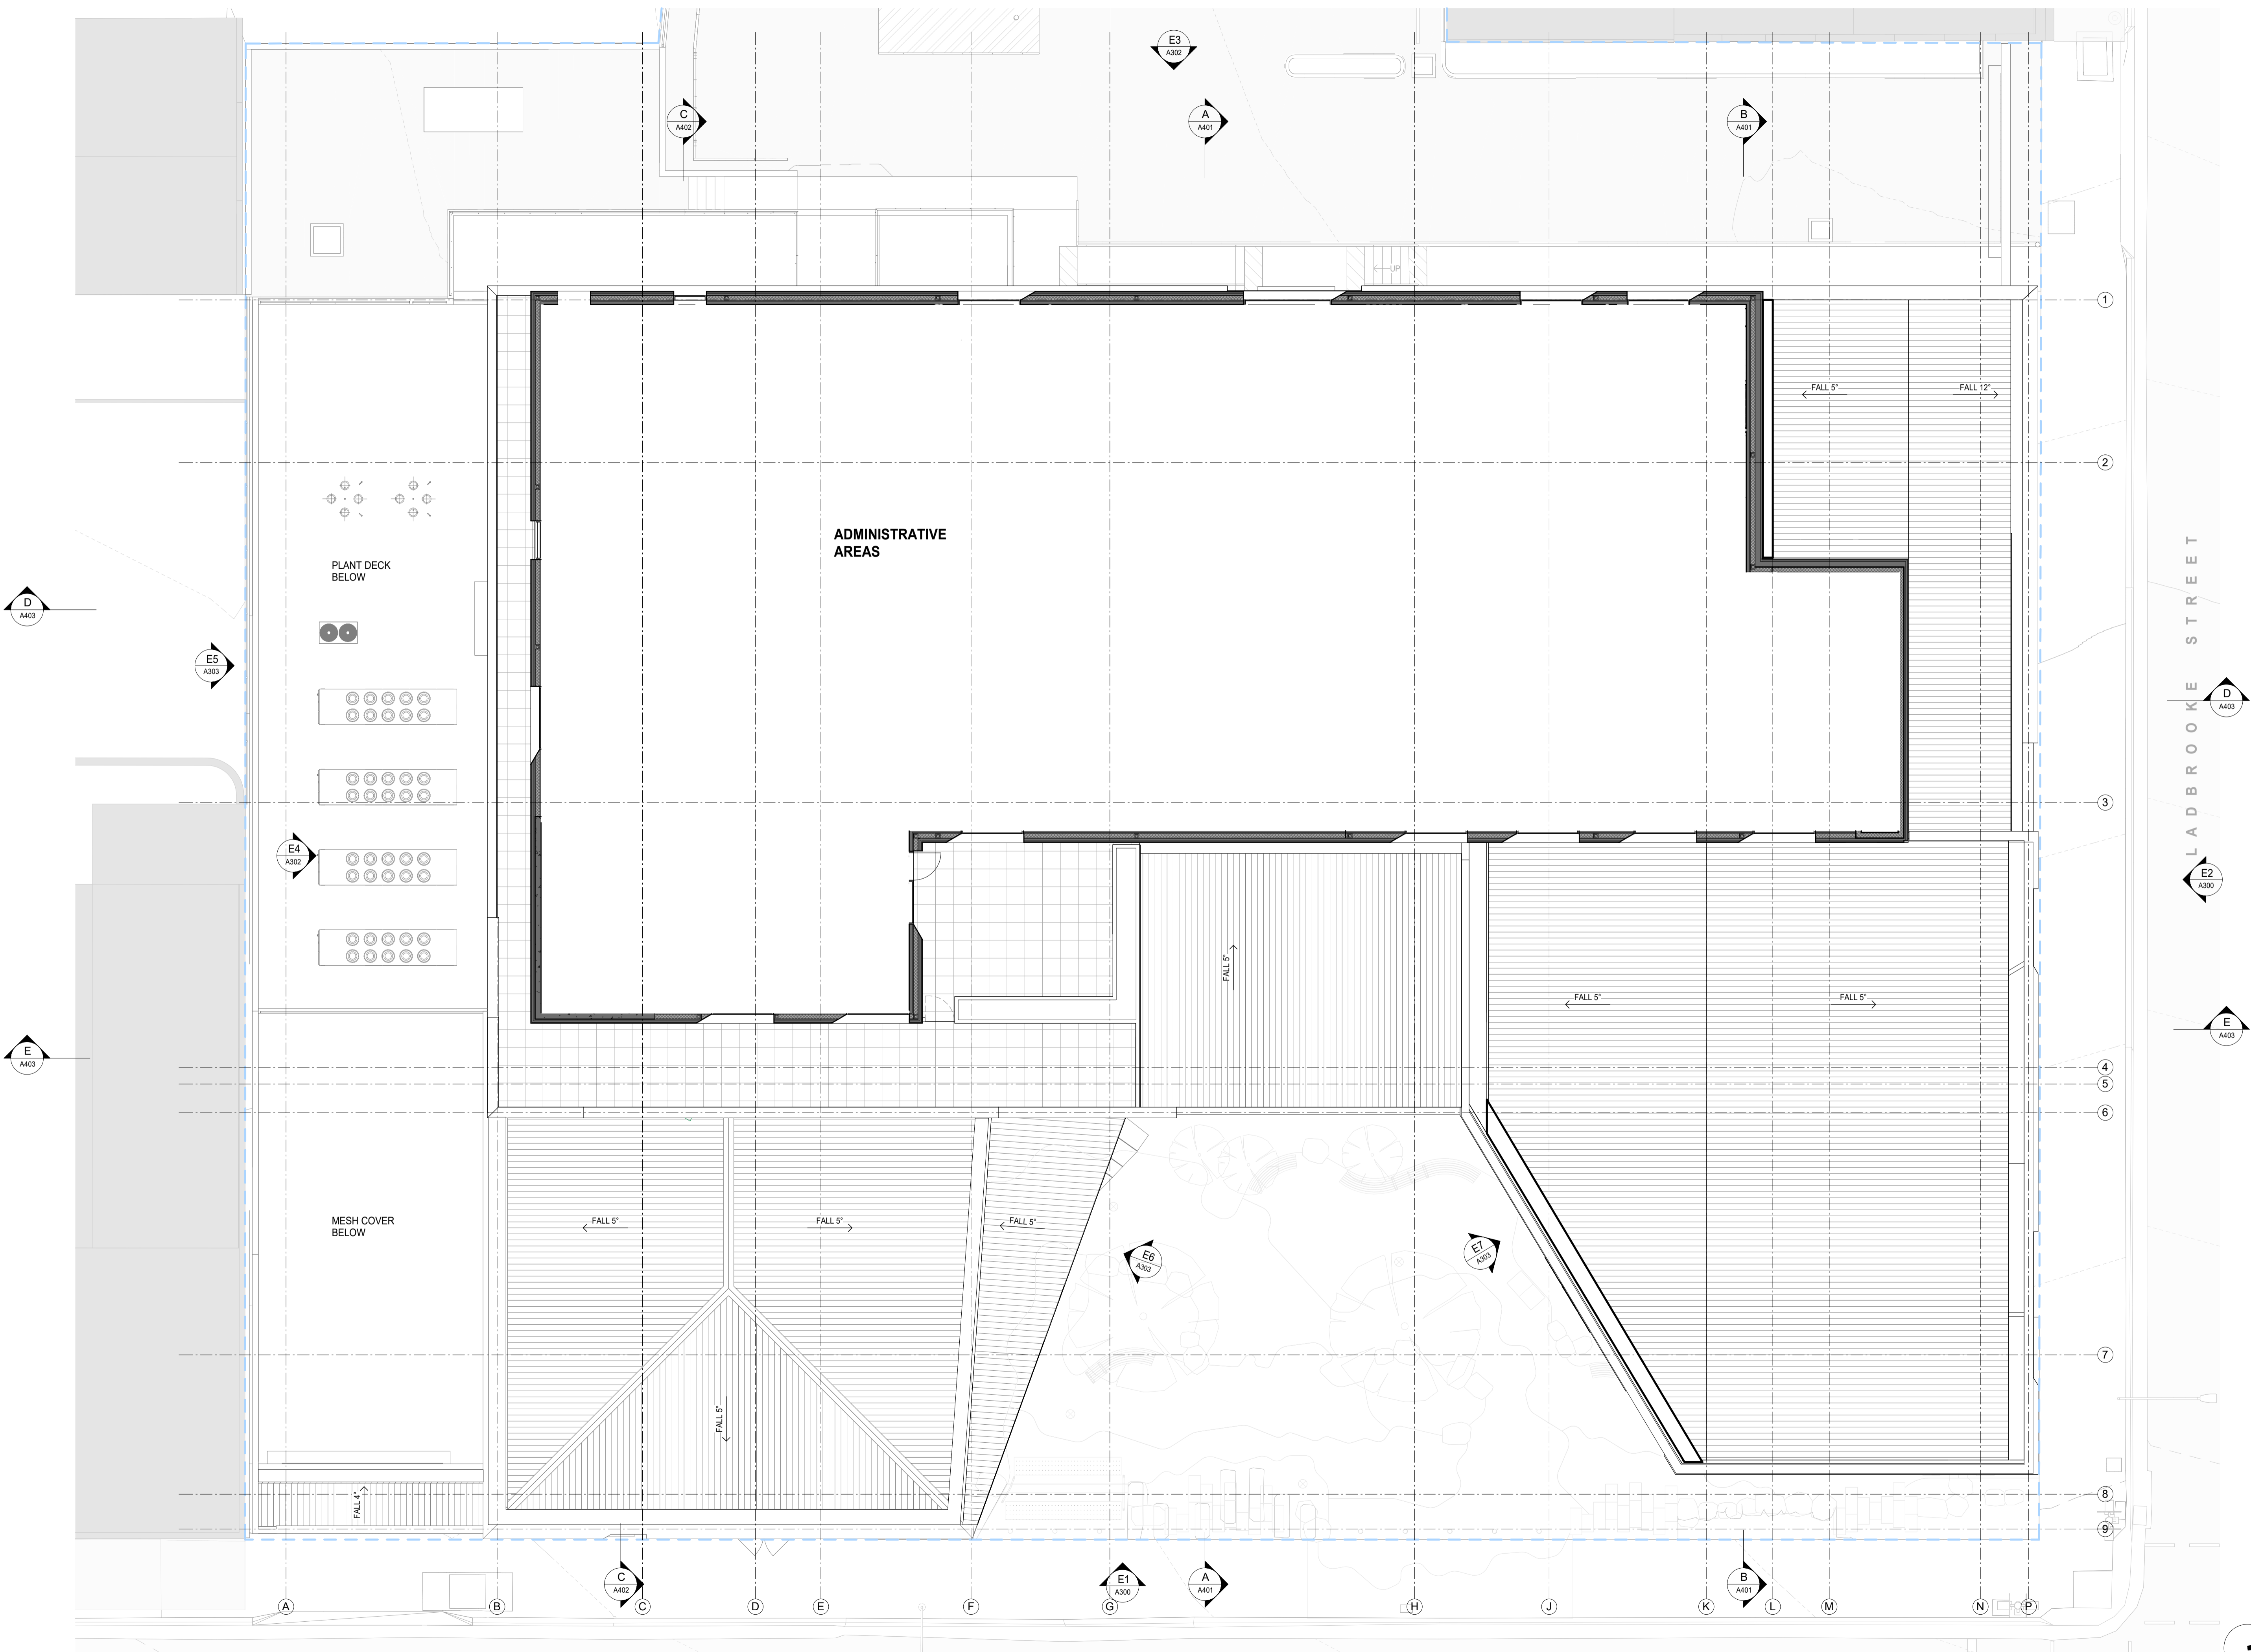 E3
A302
C
A402
A
A401
B
A401
UP
1
FALL 5°
FALL 12°
2
ADMINISTRATIVE
AREAS
PLANT DECK
BELOW
LADBROOKE STREET
D
A403
E5
A303
D
A403
3
E4
A302
E2
A300
FALL 5°
FALL 5°
FALL 5°
E
A403
E
A403
4
5
6
MESH COVER
BELOW
FALL 5°
FALL 5°
FALL 5°
E6
A303
E7
A303
7
FALL 5°
FALL 4°
8
9
C
A402
E1
A300
A
A401
B
A401
A
B
C
D
E
F
G
H
J
K
L
M
N
P